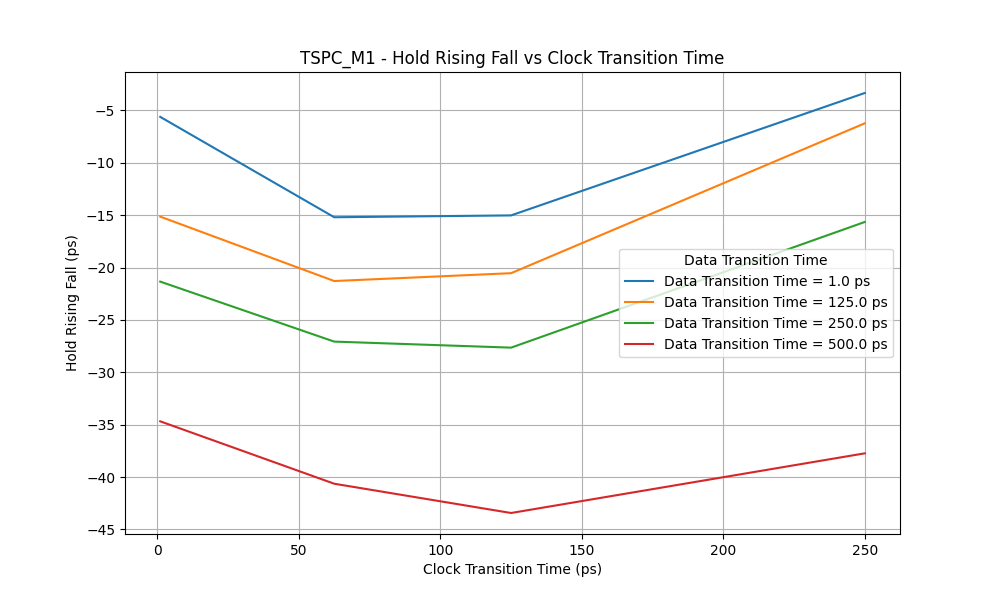 TSPC_M1 - Hold Rising Fall vs Clock Transition Time
Hold Rising Fall (ps)
−5
−10
−15
−20
−25
−30
−35
−40
−45
Data Transition Time
Data Transition Time = 1.0 ps
Data Transition Time = 125.0 ps
Data Transition Time = 250.0 ps
Data Transition Time = 500.0 ps
0 50 100 150 200 250
Clock Transition Time (ps)